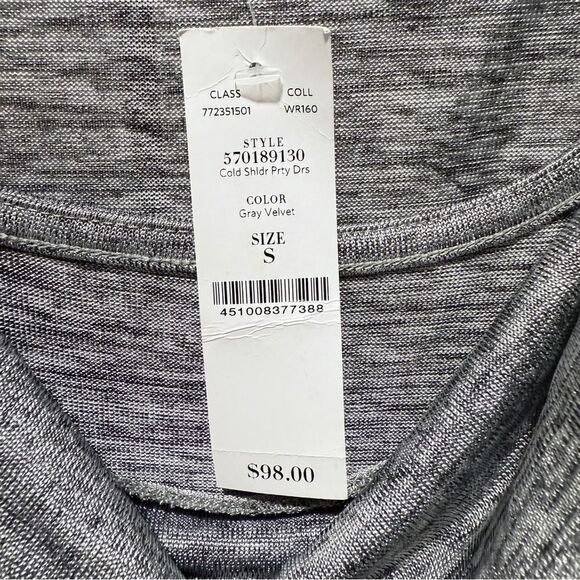 CLASS COLL
772351501 WR160
STYLE
570189130
Cold Shldr Prty Drs
COLOR
Gray Velvet
SIZE
S
451008377388
$98.00